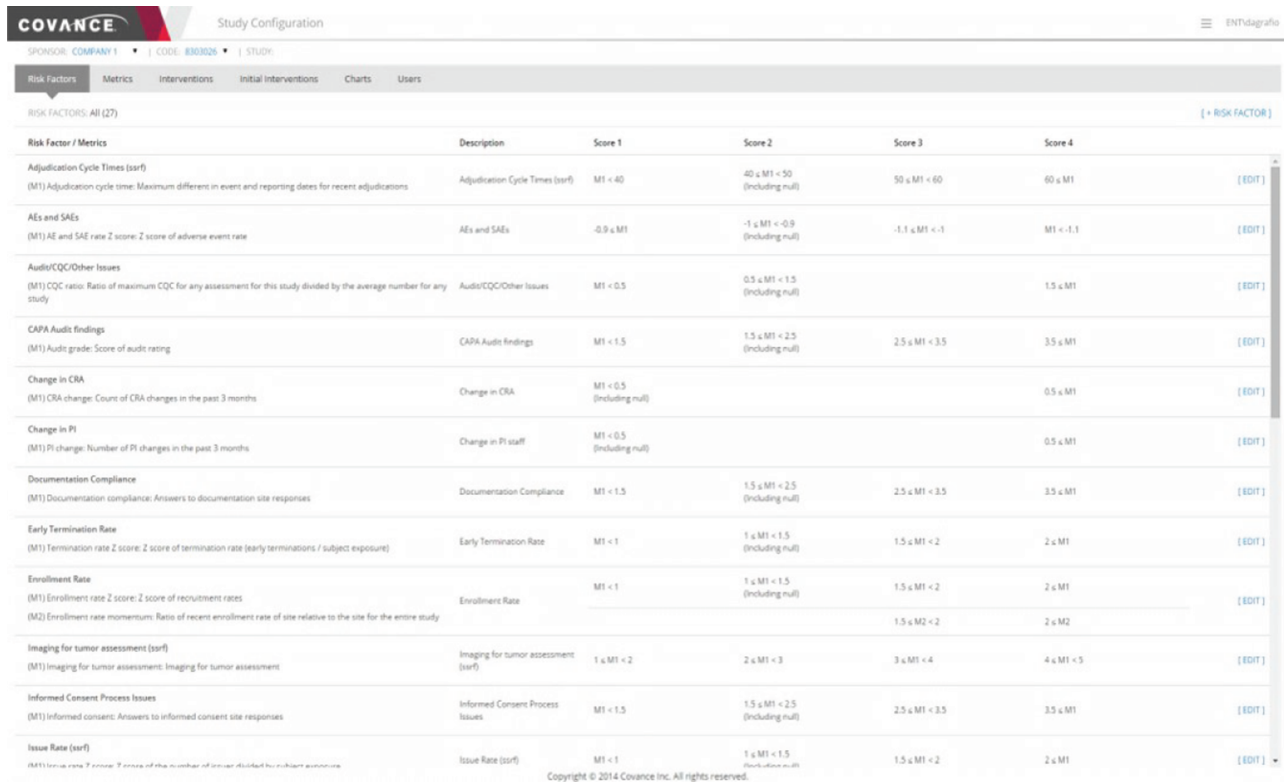 COVANCE Study Configuration ENT\dagrafio
SPONSOR: COMPANY 1 ▼ | CODE: 8303026 ▼ | STUDY:
Risk Factors Metrics Interventions Initial Interventions Charts Users
RISK FACTORS: All (27) [ + RISK FACTOR ]
Risk Factor / Metrics Description Score 1 Score 2 Score 3 Score 4
Adjudication Cycle Times (ssrf)
(M1) Adjudication cycle time: Maximum different in event and reporting dates for recent adjudications Adjudication Cycle Times (ssrf) M1 < 40 40 ≤ M1 < 50 50 ≤ M1 < 60 60 ≤ M1 [ EDIT ]
(Including null)
AEs and SAEs
(M1) AE and SAE rate Z score: Z score of adverse event rate AEs and SAEs -0.9 ≤ M1 -1 ≤ M1 < -0.9 -1.1 ≤ M1 < -1 M1 < -1.1 [ EDIT ]
(Including null)
Audit/CQC/Other Issues
(M1) CQC ratio: Ratio of maximum CQC for any assessment for this study divided by the average number for any Audit/CQC/Other Issues M1 < 0.5 0.5 ≤ M1 < 1.5 1.5 ≤ M1 [ EDIT ]
study (Including null)
CAPA Audit findings
(M1) Audit grade: Score of audit rating CAPA Audit findings M1 < 1.5 1.5 ≤ M1 < 2.5 2.5 ≤ M1 < 3.5 3.5 ≤ M1 [ EDIT ]
(Including null)
Change in CRA
(M1) CRA change: Count of CRA changes in the past 3 months Change in CRA M1 < 0.5 0.5 ≤ M1 [ EDIT ]
(Including null)
Change in PI
(M1) PI change: Number of PI changes in the past 3 months Change in PI staff M1 < 0.5 0.5 ≤ M1 [ EDIT ]
(Including null)
Documentation Compliance
(M1) Documentation compliance: Answers to documentation site responses Documentation Compliance M1 < 1.5 1.5 ≤ M1 < 2.5 2.5 ≤ M1 < 3.5 3.5 ≤ M1 [ EDIT ]
(Including null)
Early Termination Rate
(M1) Termination rate Z score: Z score of termination rate (early terminations / subject exposure) Early Termination Rate M1 < 1 1 ≤ M1 < 1.5 1.5 ≤ M1 < 2 2 ≤ M1 [ EDIT ]
(Including null)
Enrollment Rate
(M1) Enrollment rate Z score: Z score of recruitment rates Enrollment Rate M1 < 1 1 ≤ M1 < 1.5 1.5 ≤ M1 < 2 2 ≤ M1 [ EDIT ]
(Including null)
(M2) Enrollment rate momentum: Ratio of recent enrollment rate of site relative to the site for the entire study 1.5 ≤ M2 < 2 2 ≤ M2
Imaging for tumor assessment (ssrf)
(M1) Imaging for tumor assessment: Imaging for tumor assessment Imaging for tumor assessment 1 ≤ M1 < 2 2 ≤ M1 < 3 3 ≤ M1 < 4 4 ≤ M1 < 5 [ EDIT ]
(ssrf)
Informed Consent Process Issues
(M1) Informed consent: Answers to informed consent site responses Informed Consent Process M1 < 1.5 1.5 ≤ M1 < 2.5 2.5 ≤ M1 < 3.5 3.5 ≤ M1 [ EDIT ]
Issues (Including null)
Issue Rate (ssrf)
(M1) Issue rate Z score: Z score of the number of issues divided by subject exposure Issue Rate (ssrf) M1 < 1 1 ≤ M1 < 1.5 1.5 ≤ M1 < 2 2 ≤ M1 [ EDIT ]
(Including null)
Copyright © 2014 Covance Inc. All rights reserved.